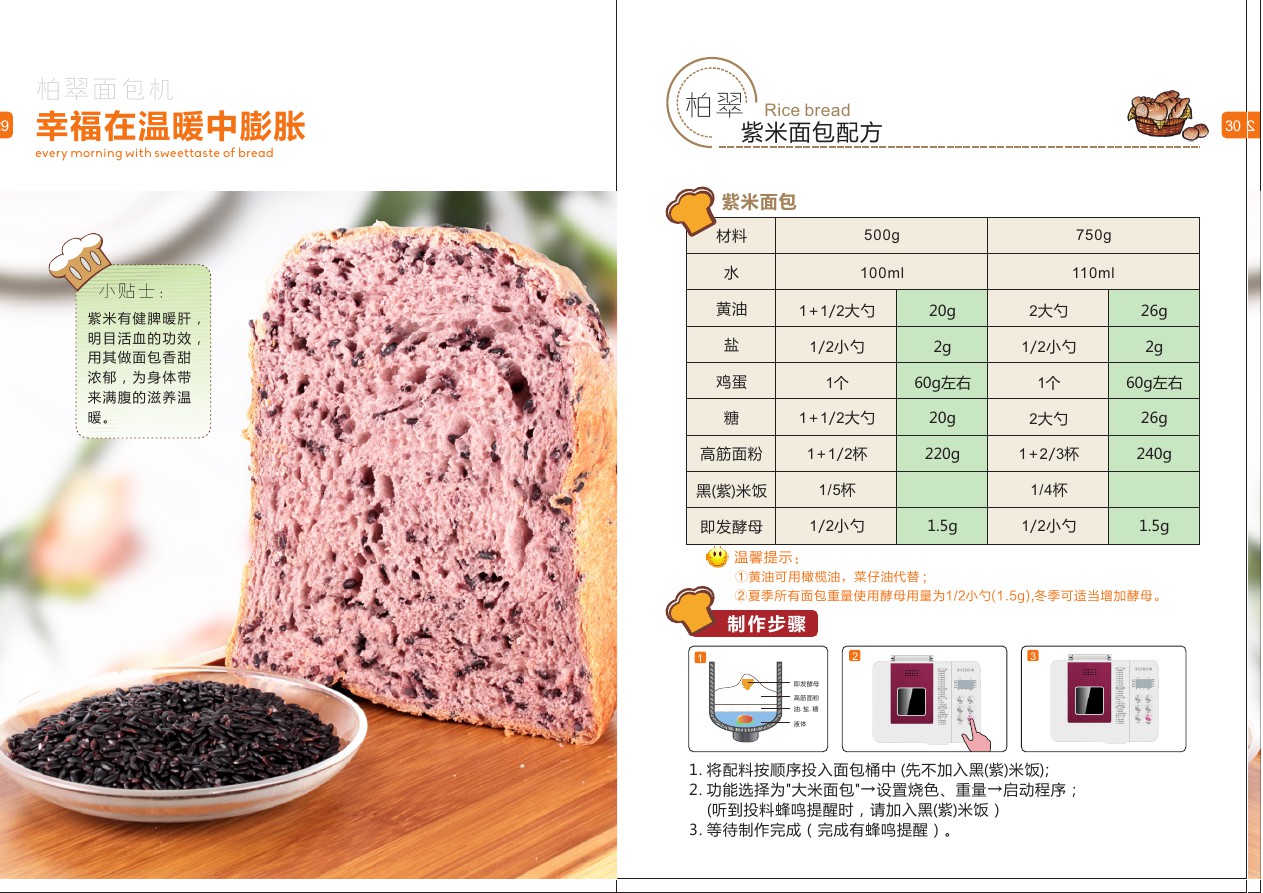 柏翠面包机
29
幸福在温暖中膨胀
every morning with sweettaste of bread
小贴士：
紫米有健脾暖肝，
明目活血的功效，
用其做面包香甜
浓郁，为身体带
来满腹的滋养温
暖。
柏翠
Rice bread
紫米面包配方
30
2
紫米面包
材料 500g 750g
水 100ml 110ml
黄油 1+1/2大勺 20g 2大勺 26g
盐 1/2小勺 2g 1/2小勺 2g
鸡蛋 1个 60g左右 1个 60g左右
糖 1+1/2大勺 20g 2大勺 26g
高筋面粉 1+1/2杯 220g 1+2/3杯 240g
黑(紫)米饭 1/5杯 1/4杯
即发酵母 1/2小勺 1.5g 1/2小勺 1.5g
温馨提示：
①黄油可用橄榄油，菜仔油代替；
②夏季所有面包重量使用酵母用量为1/2小勺(1.5g),冬季可适当增加酵母。
制作步骤
1
即发酵母
高筋面粉
油. 盐. 糖
液体
2
3
1. 将配料按顺序投入面包桶中 (先不加入黑(紫)米饭);
2. 功能选择为"大米面包"→设置烧色、重量→启动程序；
(听到投料蜂鸣提醒时，请加入黑(紫)米饭 )
3. 等待制作完成（ 完成有蜂鸣提醒 ）。